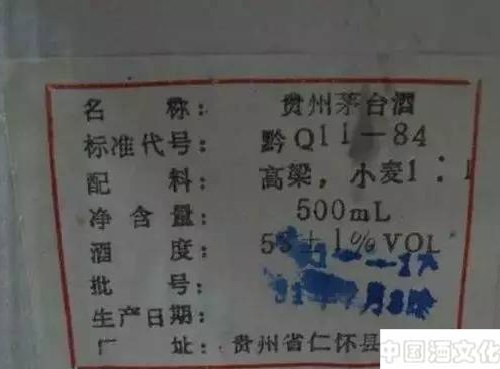 名 称: 贵州茅台酒
标准代号: 黔Q11-84
配 料: 高粱, 小麦1:1
净含量: 500mL
酒 度: 53±1%VOL
批 号:
生产日期:
厂 址: 贵州省仁怀县
中国酒文化